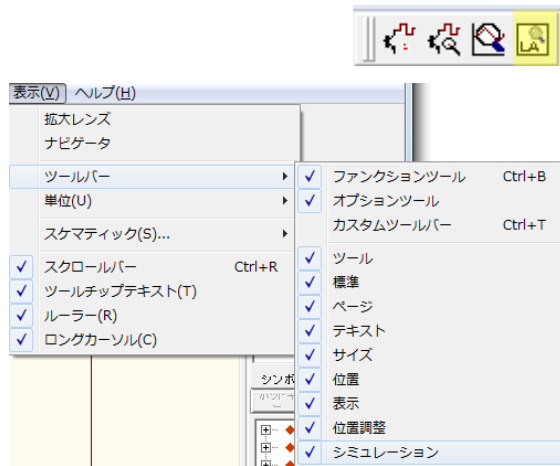 LA
表示(V) ヘルプ(H)
拡大レンズ
ナビゲータ
ツールバー
単位(U)
スケマティック(S)...
スクロールバー Ctrl+R
ツールチップテキスト(T)
ルーラー(R)
ロングカーソル(C)
ファンクションツール Ctrl+B
オプションツール
カスタムツールバー Ctrl+T
ツール
標準
ページ
テキスト
サイズ
位置
表示
位置調整
シミュレーション
シンボ